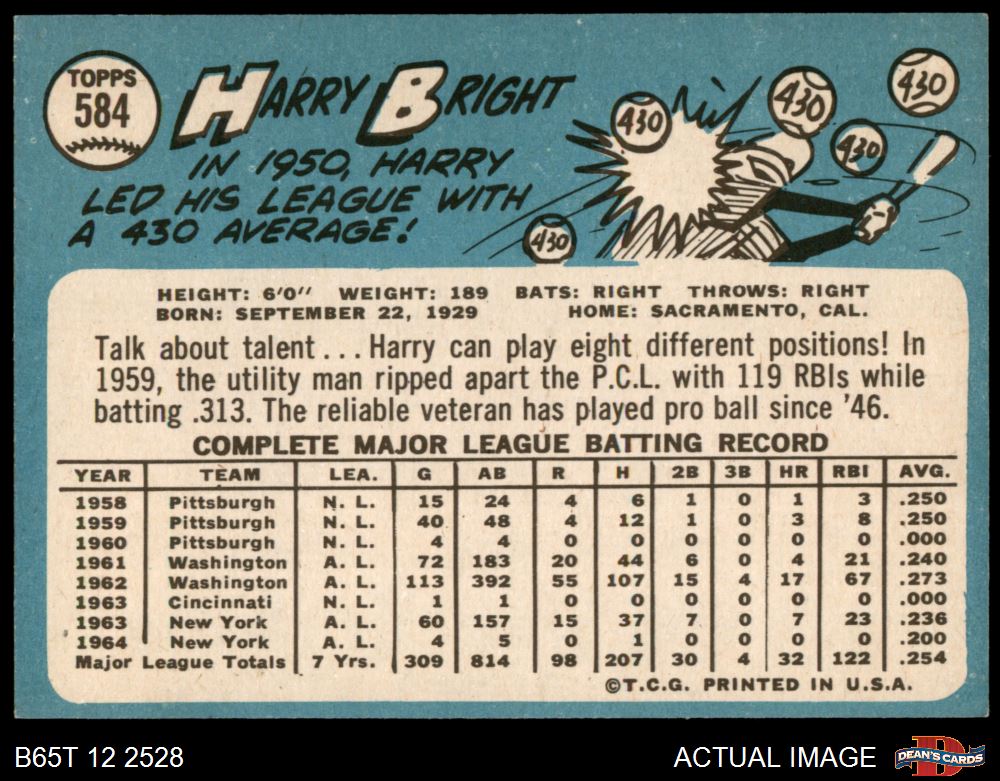 TOPPS
584
HARRY BRIGHT
IN 1950, HARRY
LED HIS LEAGUE WITH
A 430 AVERAGE!
430
430
430
430
430
HEIGHT: 6'0" WEIGHT: 189 BATS: RIGHT THROWS: RIGHT
BORN: SEPTEMBER 22, 1929 HOME: SACRAMENTO, CAL.
Talk about talent...Harry can play eight different positions! In
1959, the utility man ripped apart the P.C.L. with 119 RBIs while
batting .313. The reliable veteran has played pro ball since '46.
COMPLETE MAJOR LEAGUE BATTING RECORD
YEAR TEAM LEA. G AB R H 2B 3B HR RBI AVG.
1958 Pittsburgh N. L. 15 24 4 6 1 0 1 3 .250
1959 Pittsburgh N. L. 40 48 4 12 1 0 3 8 .250
1960 Pittsburgh N. L. 4 4 0 0 0 0 0 0 .000
1961 Washington A. L. 72 183 20 44 6 0 4 21 .240
1962 Washington A. L. 113 392 55 107 15 4 17 67 .273
1963 Cincinnati N. L. 1 1 0 0 0 0 0 0 .000
1963 New York A. L. 60 157 15 37 7 0 7 23 .236
1964 New York A. L. 4 5 0 1 0 0 0 0 .200
Major League Totals 7 Yrs. 309 814 98 207 30 4 32 122 .254
©T.C.G. PRINTED IN U.S.A.
B65T 12 2528
ACTUAL IMAGE
DEAN'S CARDS